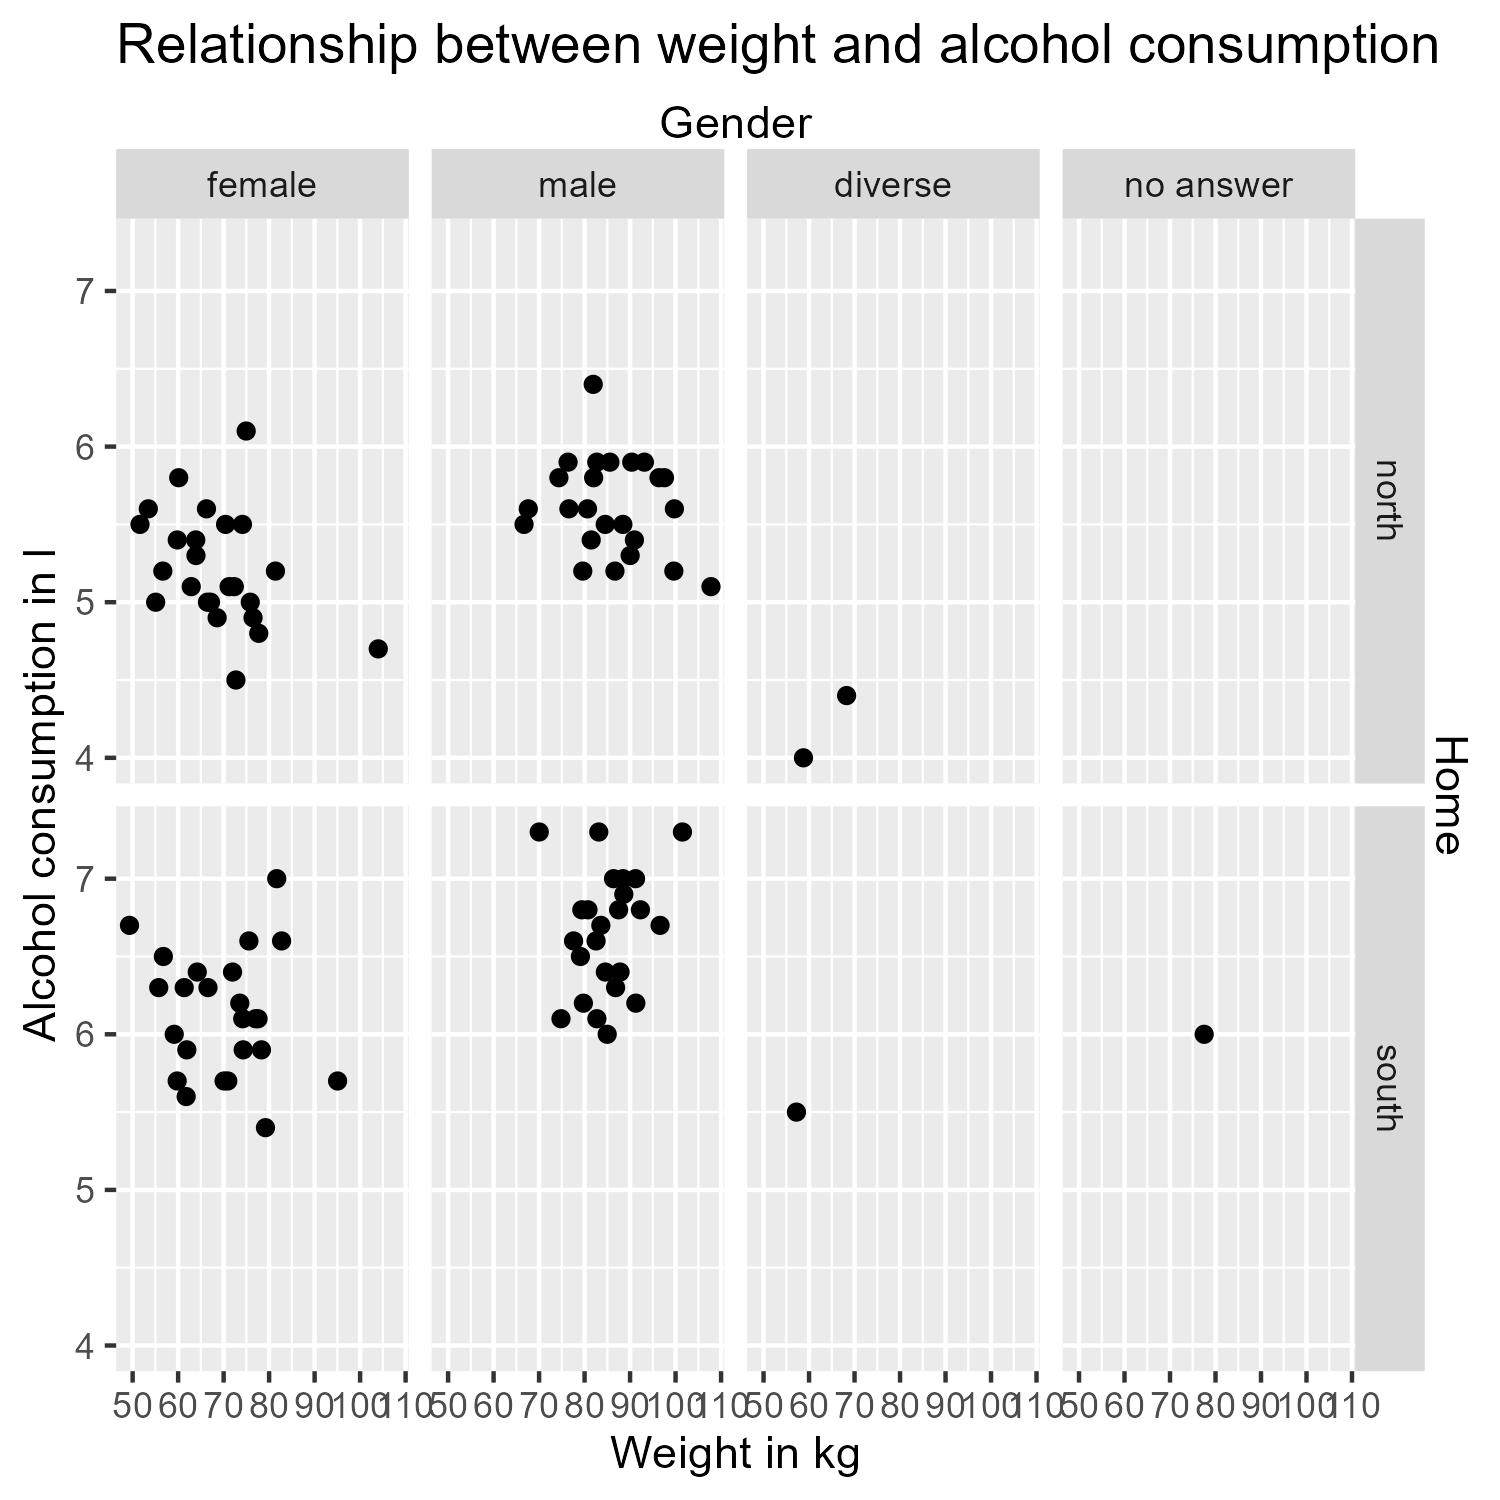 Relationship between weight and alcohol consumption
Gender
female male diverse no answer
Alcohol consumption in l
7
6
5
4
north
7
6
5
4
south
Home
50 60 70 80 90 100 110 50 60 70 80 90 100 110 50 60 70 80 90 100 110 50 60 70 80 90 100 110
Weight in kg